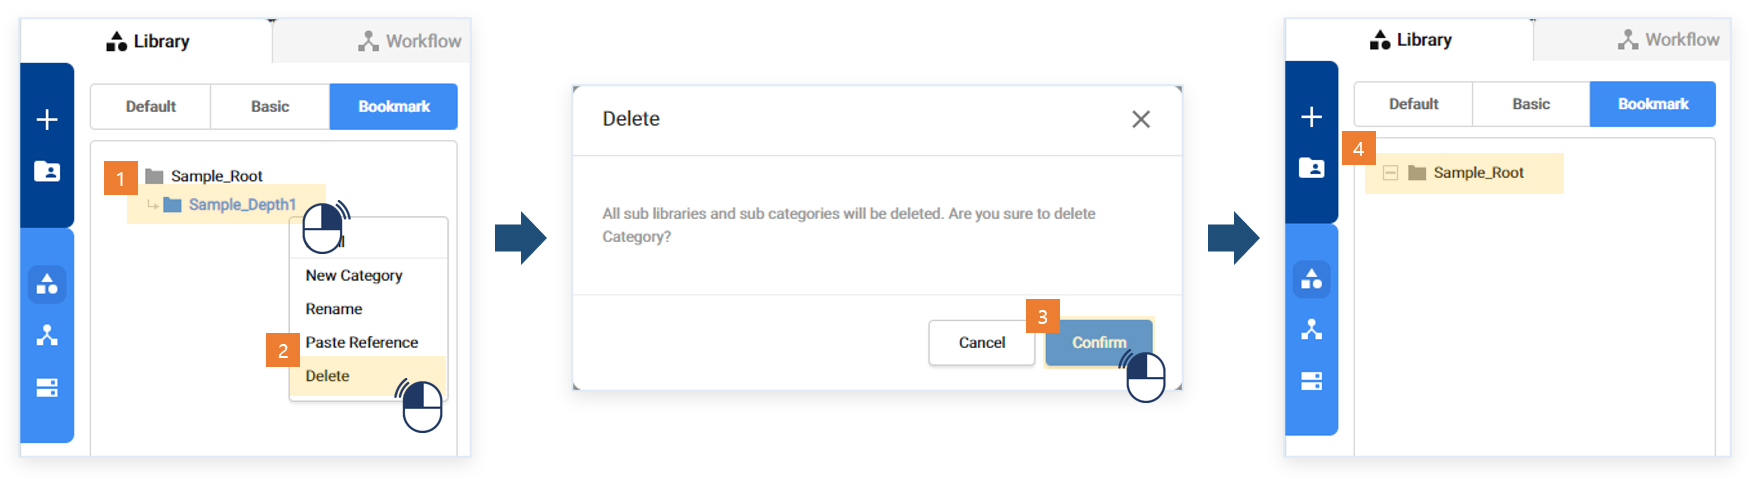 Library
Workflow
Default
Basic
Bookmark
1
Sample_Root
Sample_Depth1
New Category
Rename
2
Paste Reference
Delete
Delete
All sub libraries and sub categories will be deleted. Are you sure to delete
Category?
3
Cancel
Confirm
Library
Workflow
Default
Basic
Bookmark
4
Sample_Root